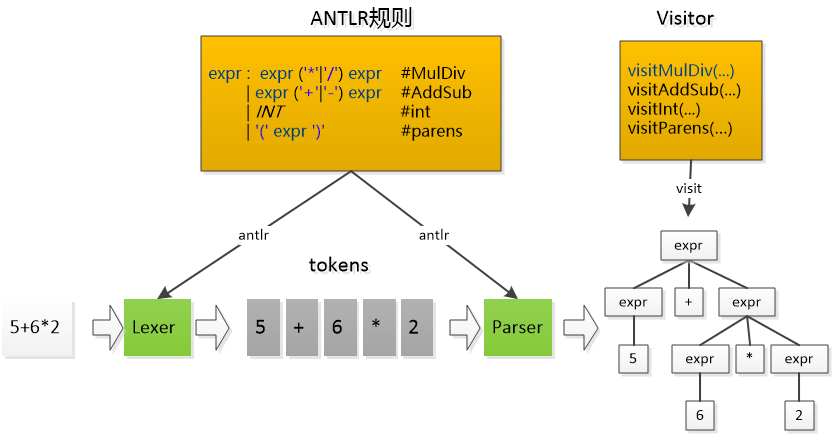 ANTLR规则
Visitor
expr : expr ('*'|'/') expr #MulDiv
| expr ('+'|'-') expr #AddSub
| INT #int
| '(' expr ')' #parens
visitMulDiv(...)
visitAddSub(...)
visitInt(...)
visitParens(...)
visit
antlr
antlr
tokens
5+6*2
Lexer
5
+
6
*
2
Parser
expr
expr
+
expr
5
expr
*
expr
6
2